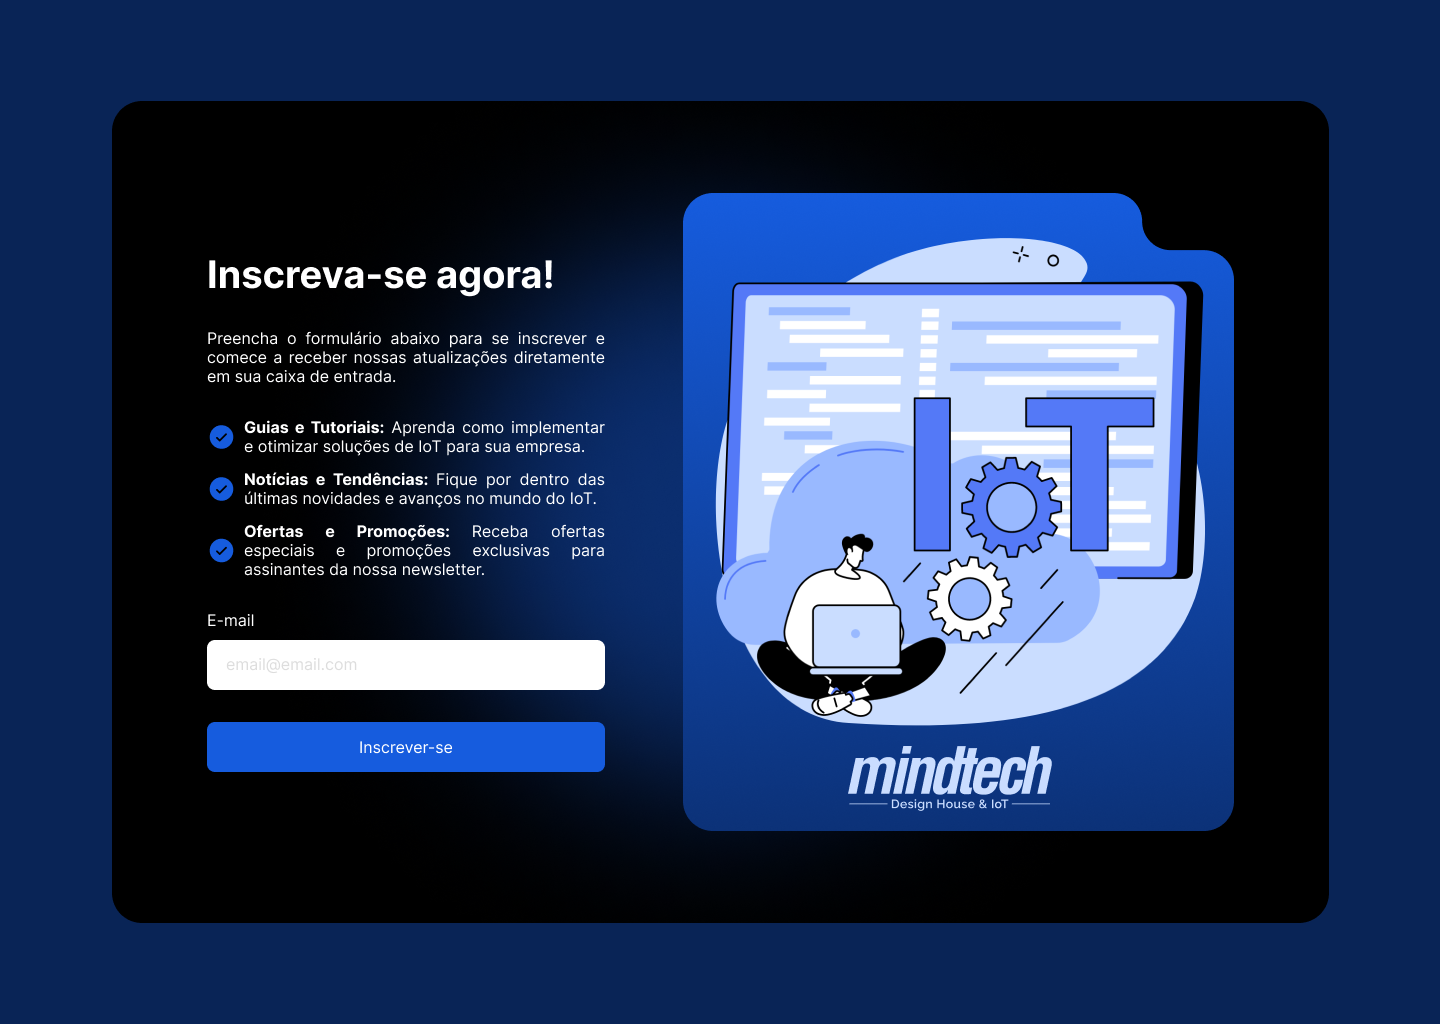 Inscreva-se agora!
Preencha o formulário abaixo para se inscrever e
comece a receber nossas atualizações diretamente
em sua caixa de entrada.
Guias e Tutoriais: Aprenda como implementar
e otimizar soluções de IoT para sua empresa.
Notícias e Tendências: Fique por dentro das
últimas novidades e avanços no mundo do IoT.
Ofertas e Promoções: Receba ofertas
especiais e promoções exclusivas para
assinantes da nossa newsletter.
E-mail
email@email.com
Inscrever-se
IoT
mindtech
Design House & IoT